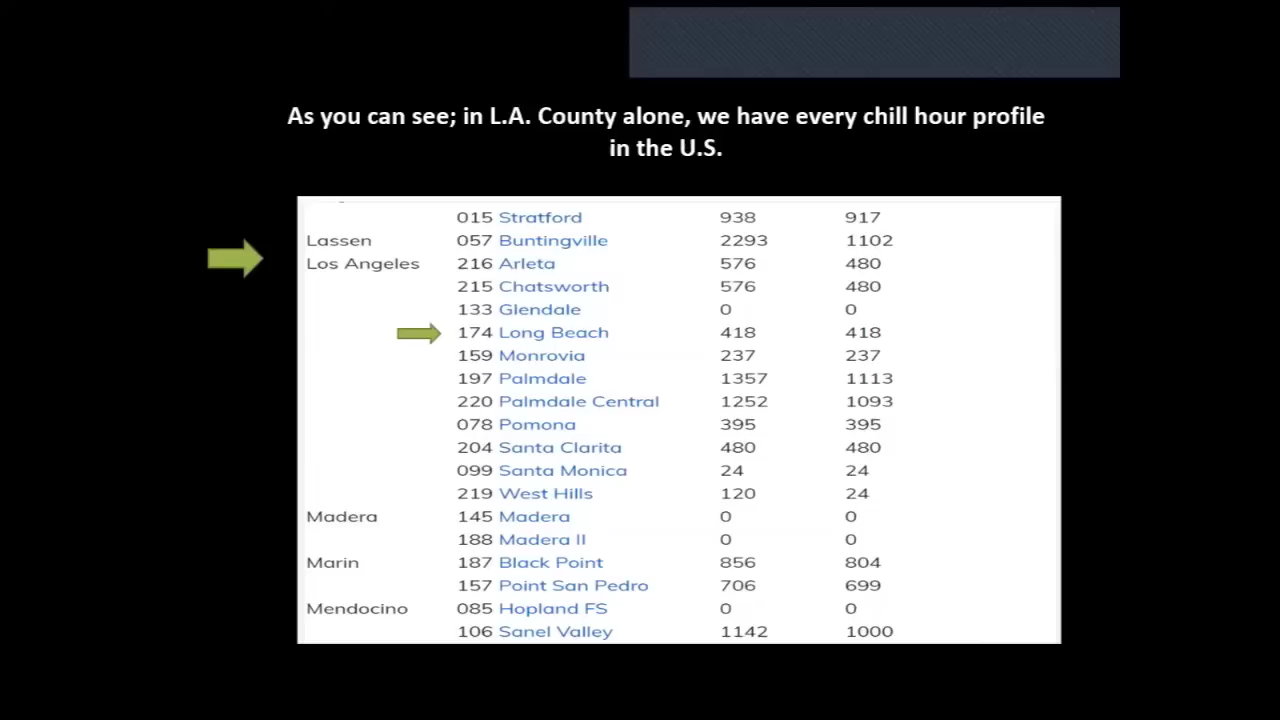 As you can see; in L.A. County alone, we have every chill hour profile
in the U.S.
015 Stratford 938 917
Lassen 057 Buntingville 2293 1102
Los Angeles 216 Arleta 576 480
215 Chatsworth 576 480
133 Glendale 0 0
174 Long Beach 418 418
159 Monrovia 237 237
197 Palmdale 1357 1113
220 Palmdale Central 1252 1093
078 Pomona 395 395
204 Santa Clarita 480 480
099 Santa Monica 24 24
219 West Hills 120 24
Madera 145 Madera 0 0
188 Madera II 0 0
Marin 187 Black Point 856 804
157 Point San Pedro 706 699
Mendocino 085 Hopland FS 0 0
106 Sanel Valley 1142 1000